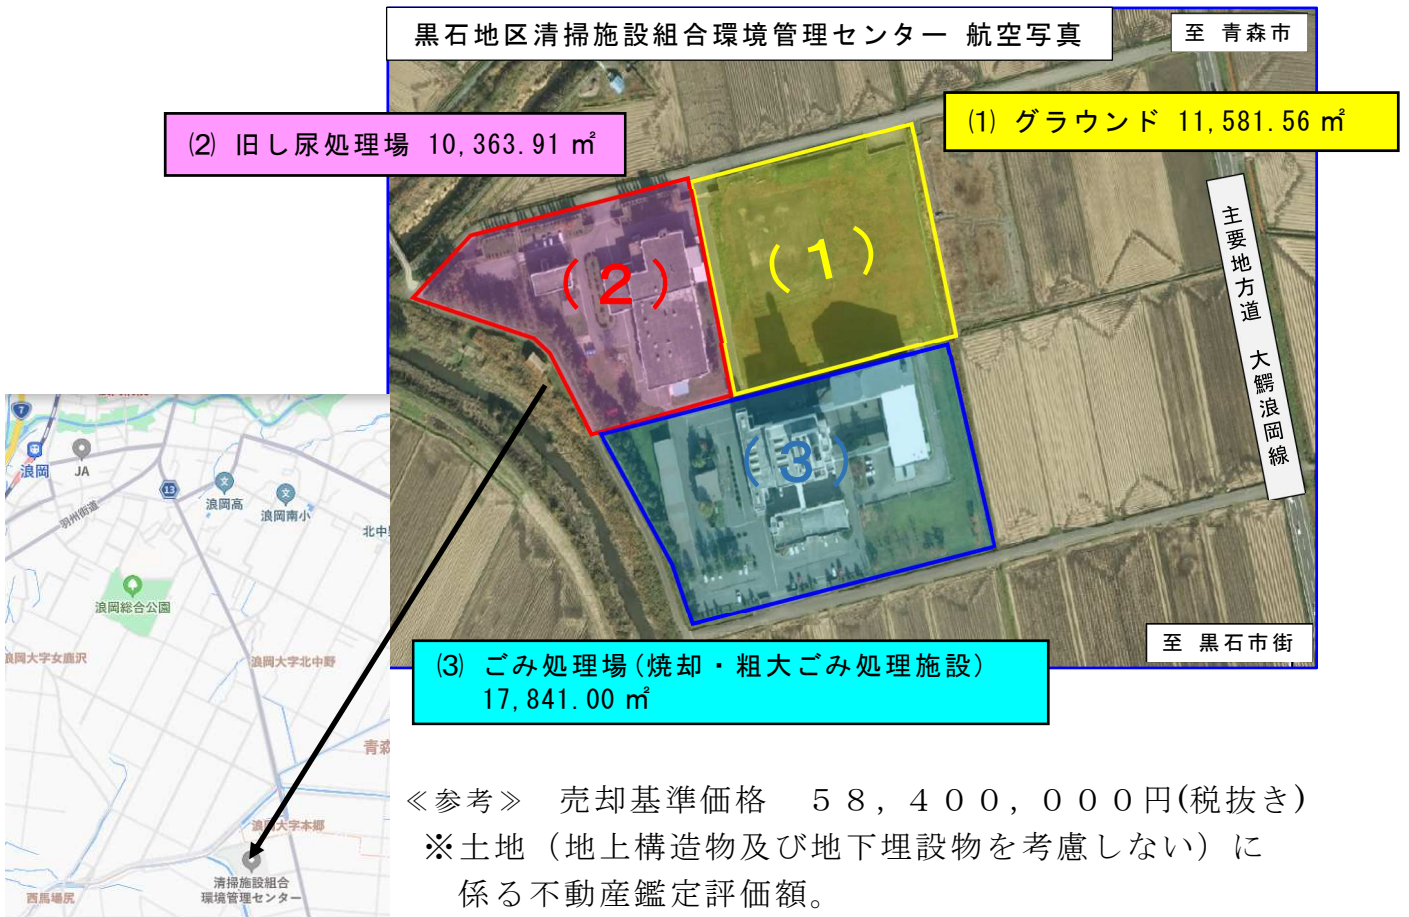 黒石地区清掃施設組合環境管理センター 航空写真
至 青森市
⑵ 旧し尿処理場 10,363.91 ㎡
⑴ グラウンド 11,581.56 ㎡
(1)
(2)
(3)
主要地方道 大鰐浪岡線
至 黒石市街
⑶ ごみ処理場(焼却・粗大ごみ処理施設)
17,841.00 ㎡
7
浪岡
JA
13
羽州街道
浪岡高
浪岡南小
北中
浪岡総合公園
浪岡大字女鹿沢
浪岡大字北中野
青森
浪岡大字本郷
清掃施設組合
環境管理センター
西馬場尻
≪参考≫ 売却基準価格 ５８，４００，０００円(税抜き)
※土地（地上構造物及び地下埋設物を考慮しない）に
係る不動産鑑定評価額。